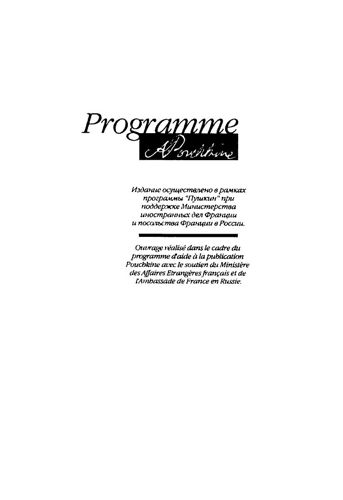 Programme
A Pouchkine
Издание осуществлено в рамках
программы "Пушкин" при
поддержке Министерства
иностранных дел Франции
и посольства Франции в России.
Ouvrage réalisé dans le cadre du
programme d'aide à la publication
Pouchkine avec le soutien du Ministère
des Affaires Etrangères français et de
l'Ambassade de France en Russie.